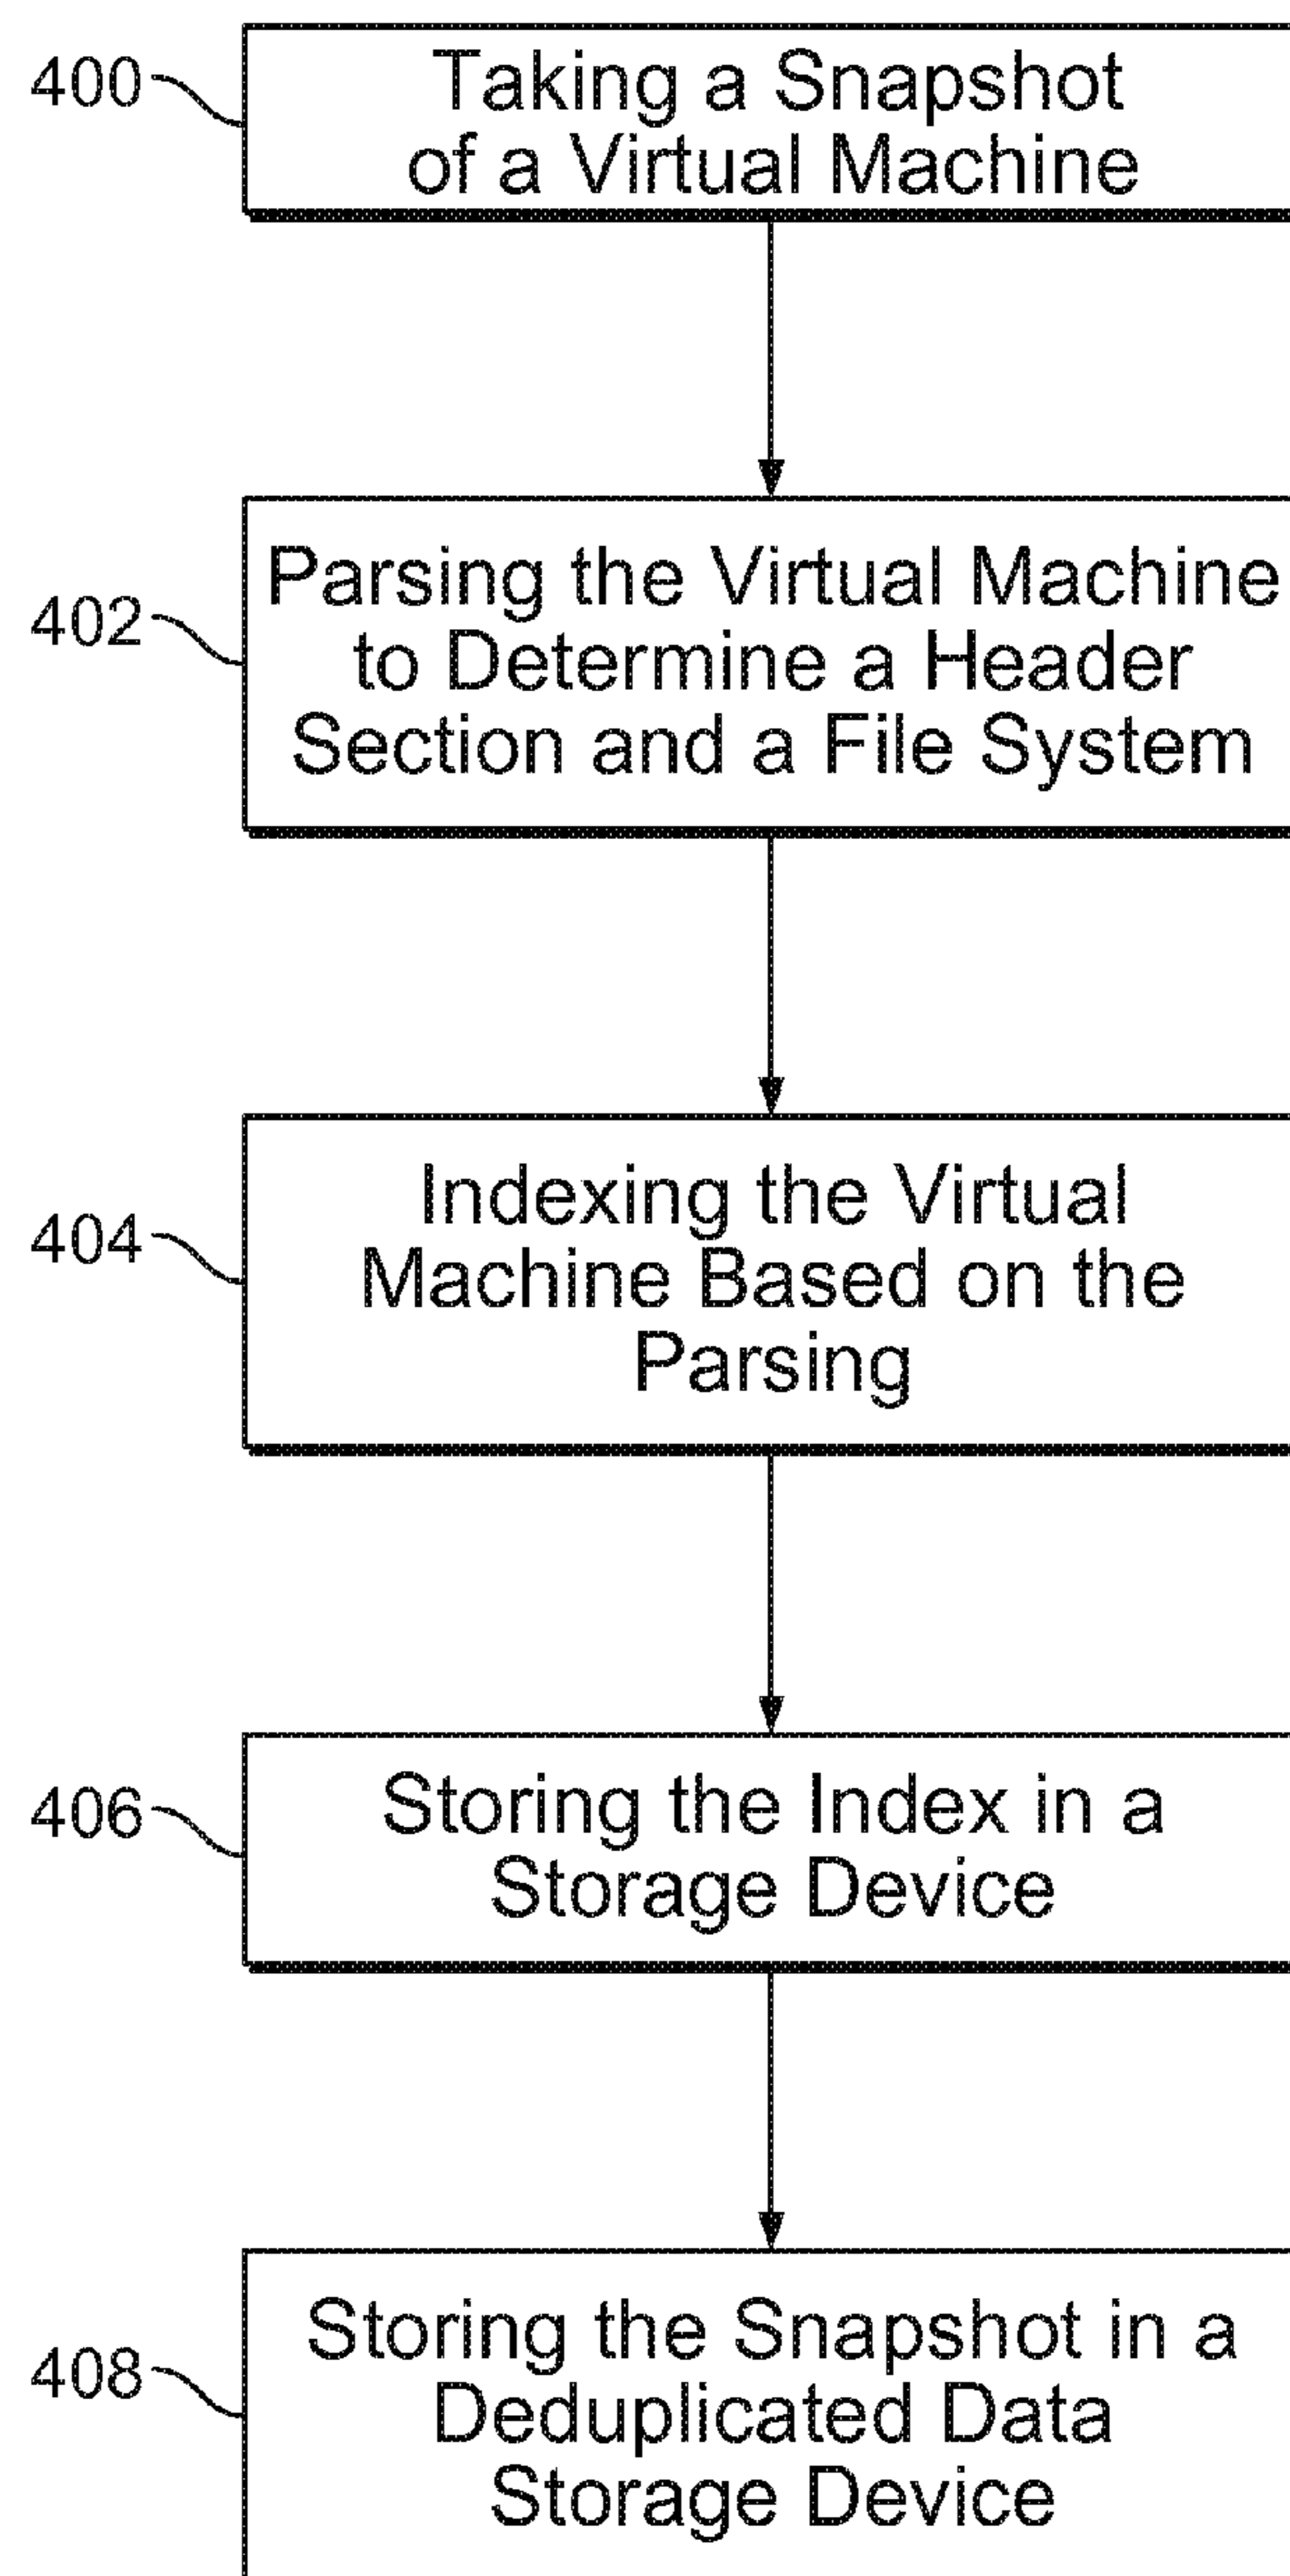 400
Taking a Snapshot
of a Virtual Machine
402
Parsing the Virtual Machine
to Determine a Header
Section and a File System
404
Indexing the Virtual
Machine Based on the
Parsing
406
Storing the Index in a
Storage Device
408
Storing the Snapshot in a
Deduplicated Data
Storage Device